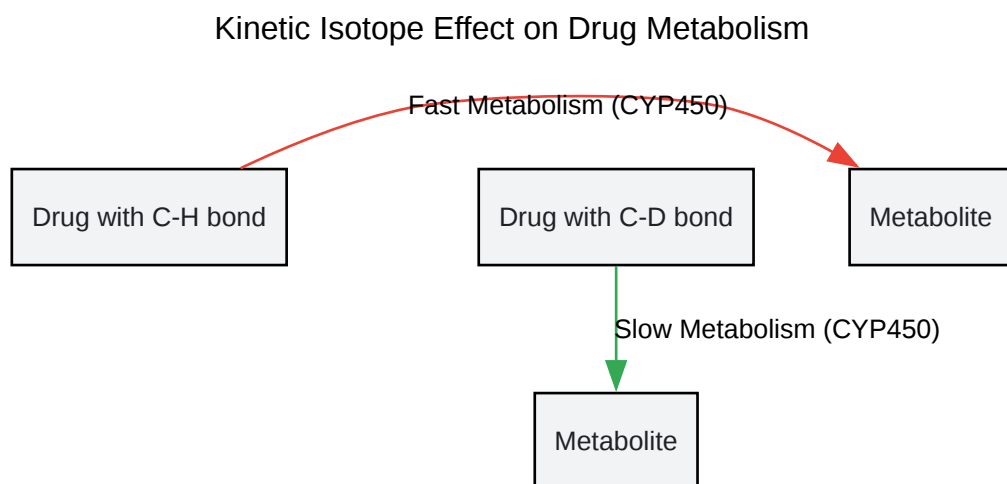 Kinetic Isotope Effect on Drug Metabolism
Fast Metabolism (CYP450)
Drug with C-H bond
Drug with C-D bond
Metabolite
Slow Metabolism (CYP450)
Metabolite